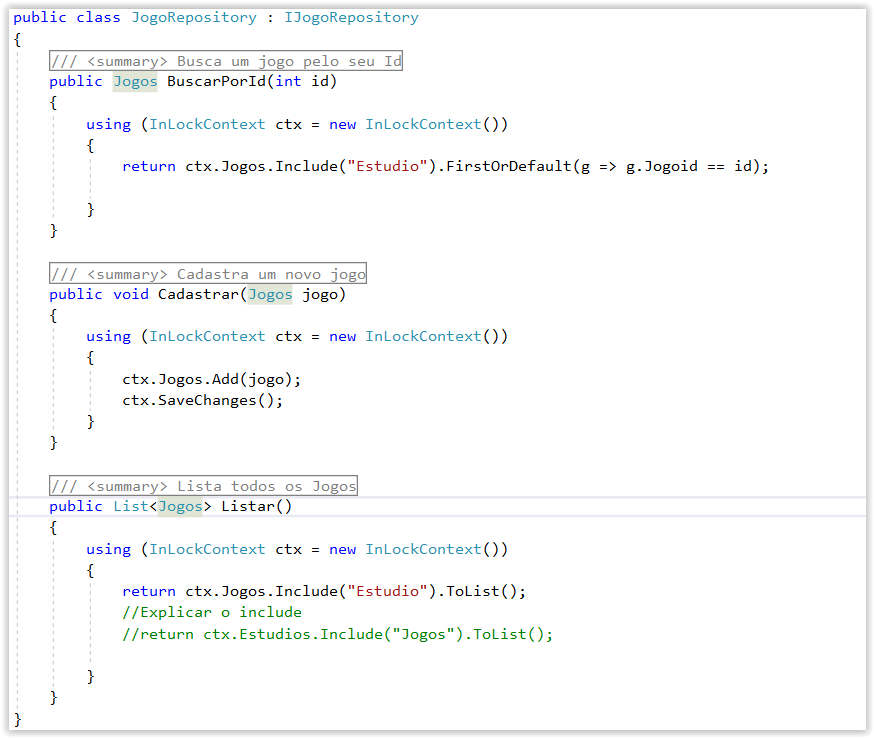 public class JogoRepository : IJogoRepository
{
/// <summary> Busca um jogo pelo seu Id
public Jogos BuscarPorId(int id)
{
using (InLockContext ctx = new InLockContext())
{
return ctx.Jogos.Include("Estudio").FirstOrDefault(g => g.Jogoid == id);
}
}
/// <summary> Cadastra um novo jogo
public void Cadastrar(Jogos jogo)
{
using (InLockContext ctx = new InLockContext())
{
ctx.Jogos.Add(jogo);
ctx.SaveChanges();
}
}
/// <summary> Lista todos os Jogos
public List<Jogos> Listar()
{
using (InLockContext ctx = new InLockContext())
{
return ctx.Jogos.Include("Estudio").ToList();
//Explicar o include
//return ctx.Estudios.Include("Jogos").ToList();
}
}
}